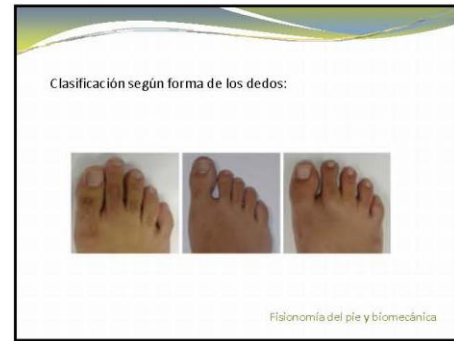 Clasificación según forma de los dedos:
Fisionomía del pie y biomecánica